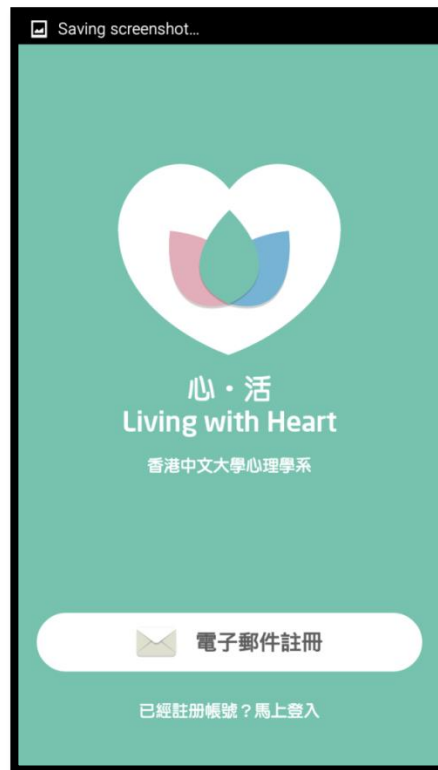 Saving screenshot...
心・活
Living with Heart
香港中文大學心理學系
電子郵件註冊
已經註册帳號？馬上登入